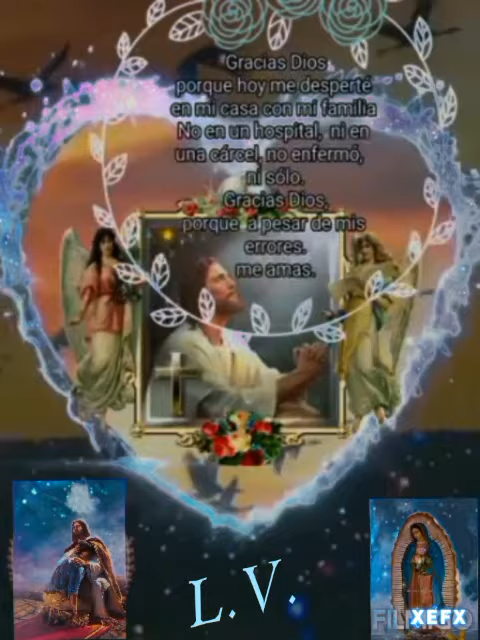 Gracias Dios,
porque hoy me desperté
en mi casa con mi familia
No en un hospital, ni en
una cárcel, no enfermó,
ni sólo.
Gracias Dios,
porque a pesar de mis
errores.
me amas.
L.V.
XEFX